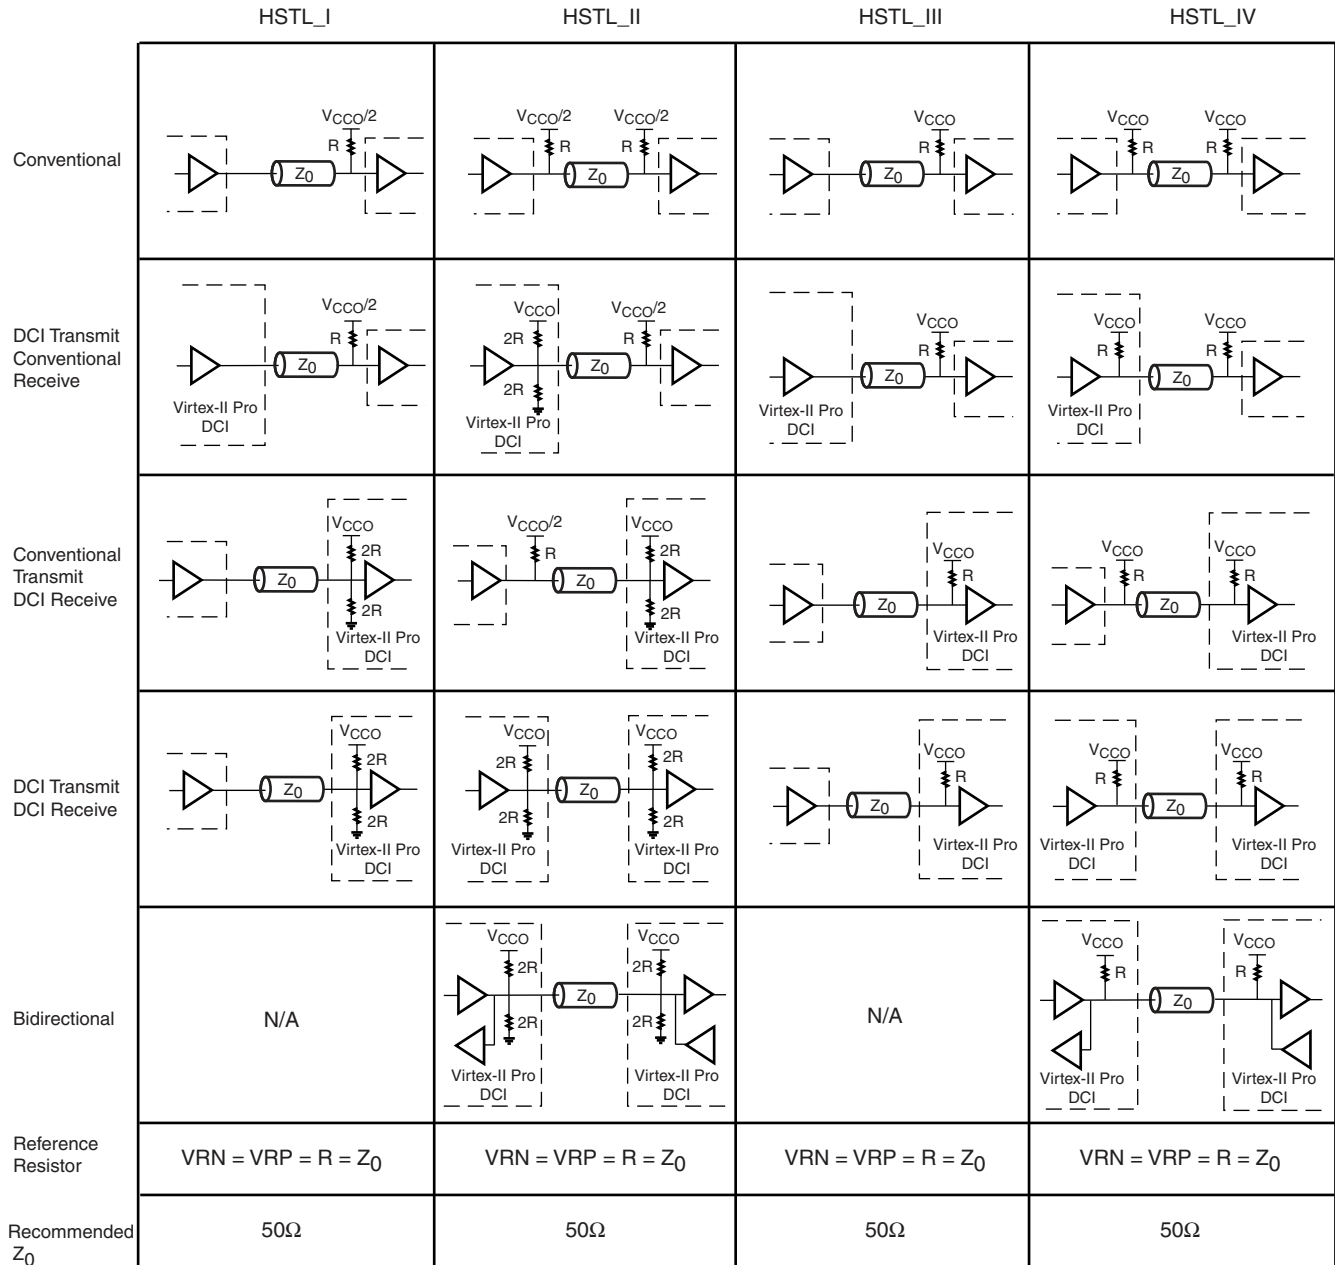 HSTL_I HSTL_II HSTL_III HSTL_IV
Conventional
VCCO/2
R
Z0
VCCO/2 VCCO/2
R R
Z0
VCCO
R
Z0
VCCO VCCO
R R
Z0
DCI Transmit
Conventional
Receive
VCCO/2
R
Z0
Virtex-II Pro
DCI
VCCO VCCO/2
2R R
Z0
2R
Virtex-II Pro
DCI
VCCO
R
Z0
Virtex-II Pro
DCI
VCCO VCCO
R R
Z0
Virtex-II Pro
DCI
Conventional
Transmit
DCI Receive
VCCO
2R
Z0
2R
Virtex-II Pro
DCI
VCCO/2 VCCO
R 2R
Z0
2R
Virtex-II Pro
DCI
VCCO
R
Z0
Virtex-II Pro
DCI
VCCO VCCO
R R
Z0
Virtex-II Pro
DCI
DCI Transmit
DCI Receive
VCCO
2R
Z0
2R
Virtex-II Pro
DCI
VCCO VCCO
2R 2R
Z0
2R 2R
Virtex-II Pro Virtex-II Pro
DCI DCI
VCCO
R
Z0
Virtex-II Pro
DCI
VCCO VCCO
R R
Z0
Virtex-II Pro Virtex-II Pro
DCI DCI
Bidirectional
N/A
VCCO VCCO
2R 2R
Z0
2R 2R
Virtex-II Pro Virtex-II Pro
DCI DCI
N/A
VCCO VCCO
R R
Z0
Virtex-II Pro Virtex-II Pro
DCI DCI
Reference
Resistor
VRN = VRP = R = Z0
VRN = VRP = R = Z0
VRN = VRP = R = Z0
VRN = VRP = R = Z0
Recommended
Z0
50Ω
50Ω
50Ω
50Ω